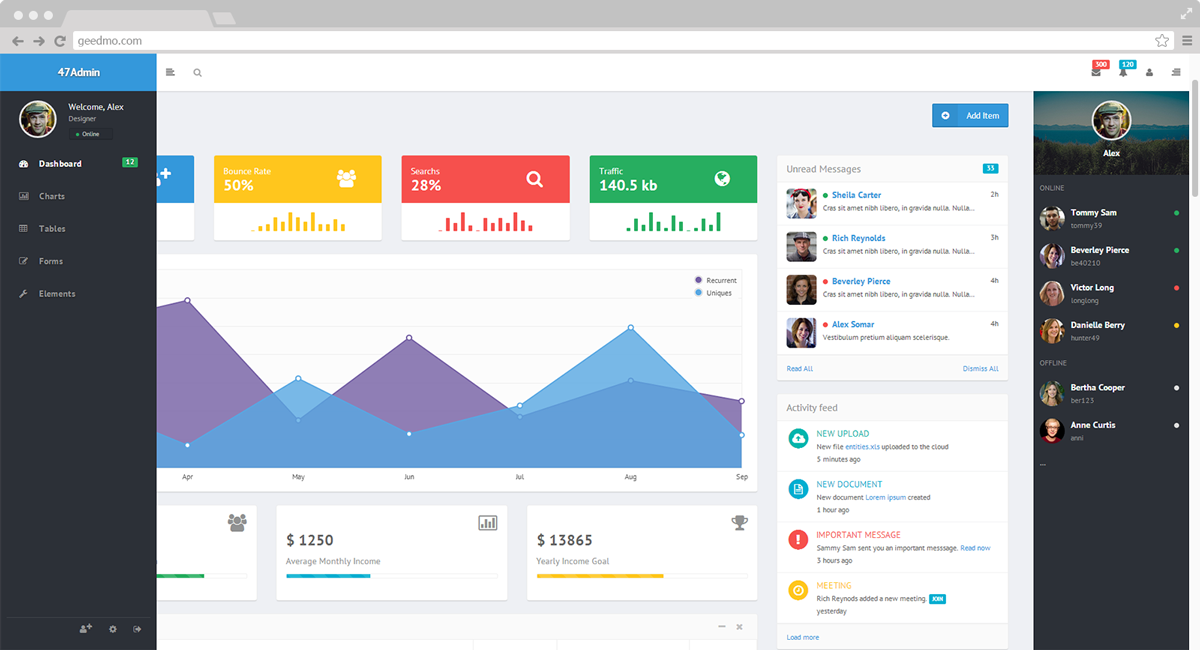 geedmo.com
47Admin
300
120
Welcome, Alex
Designer
Online
Dashboard
12
Charts
Tables
Forms
Elements
Add Item
Bounce Rate
50%
Searchs
28%
Traffic
140.5 kb
Recurrent
Uniques
Apr
May
Jun
Jul
Aug
Sep
$ 1250
Average Monthly Income
$ 13865
Yearly Income Goal
Unread Messages
33
Sheila Carter
2h
Cras sit amet nibh libero, in gravida nulla. Nulla...
Rich Reynolds
3h
Cras sit amet nibh libero, in gravida nulla. Nulla...
Beverley Pierce
4h
Cras sit amet nibh libero, in gravida nulla. Nulla...
Alex Somar
4h
Vestibulum pretium aliquam scelerisque.
Read All
Dismiss All
Activity feed
NEW UPLOAD
New file entities.xls uploaded to the cloud
5 minutes ago
NEW DOCUMENT
New document Lorem ipsum created
1 hour ago
IMPORTANT MESSAGE
Sammy Sam sent you an important messsage. Read now
3 hours ago
MEETING
Rich Reynods added a new meeting. JOIN
yesterday
Load more
Alex
ONLINE
Tommy Sam
tommy39
Beverley Pierce
be40210
Victor Long
longlong
Danielle Berry
hunter49
OFFLINE
Bertha Cooper
ber123
Anne Curtis
anni
...